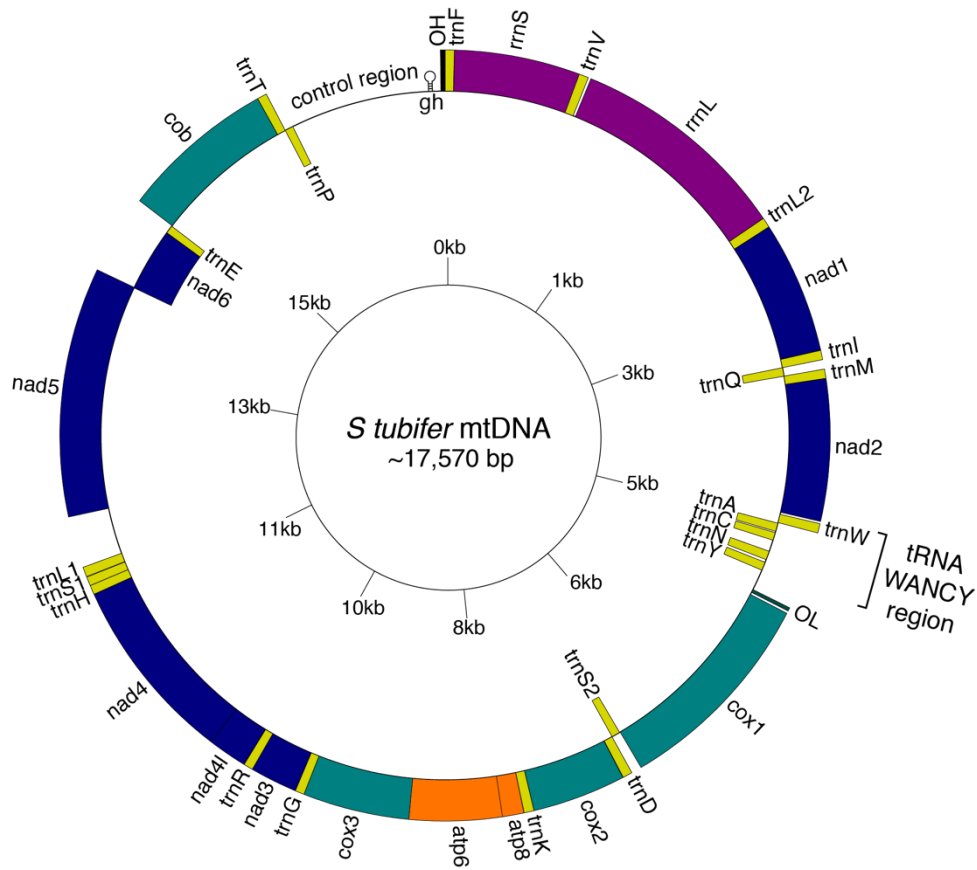 OH
trnF
rrnS
trnV
rrnL
trnL2
nad1
trnI
trnQ
trnM
nad2
trnW
trnA
trnC
trnN
trnY
tRNA
WANCY
region
OL
cox1
trnS2
trnD
cox2
trnK
atp8
atp6
cox3
trnG
nad3
trnR
nad4l
nad4
trnH
trnS1
trnL1
nad5
nad6
trnE
cob
trnT
trnP
control region
gh
0kb
1kb
3kb
5kb
6kb
8kb
10kb
11kb
13kb
15kb
S tubifer mtDNA
~17,570 bp